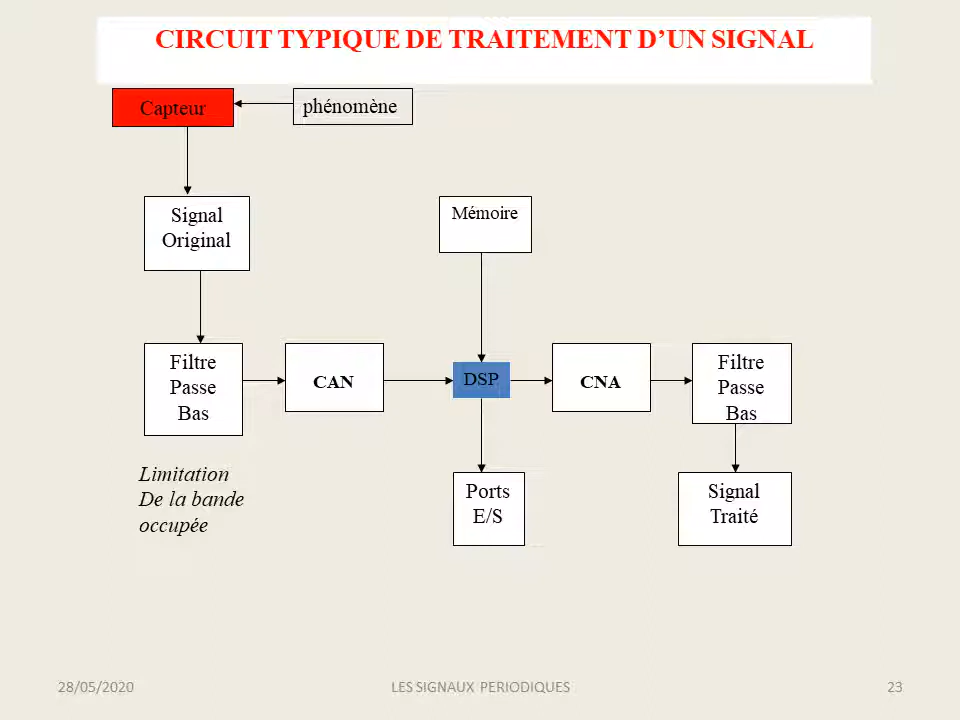 CIRCUIT TYPIQUE DE TRAITEMENT D’UN SIGNAL
Capteur
phénomène
Signal
Original
Mémoire
Filtre
Passe
Bas
CAN
DSP
CNA
Filtre
Passe
Bas
Limitation
De la bande
occupée
Ports
E/S
Signal
Traité
28/05/2020
LES SIGNAUX PERIODIQUES
23